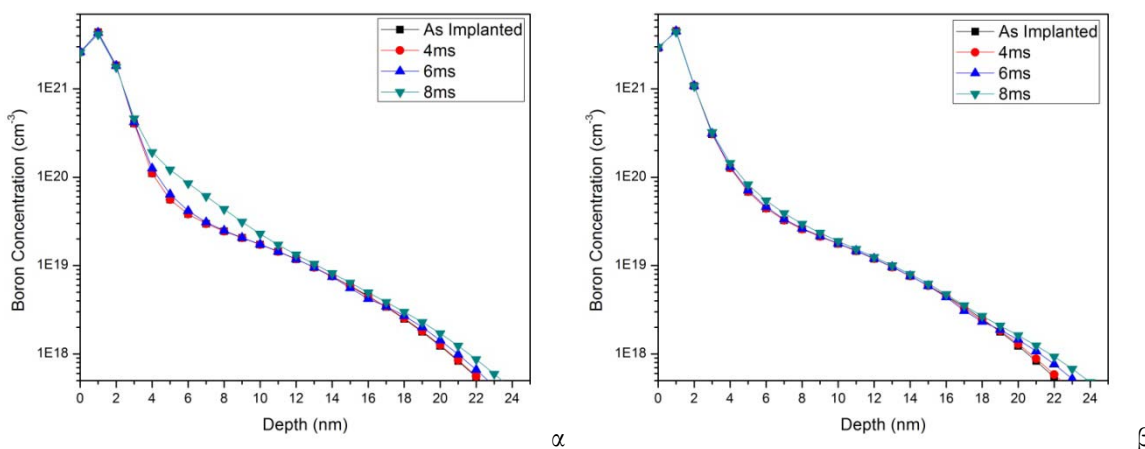 As Implanted
4ms
6ms
8ms
1E21
1E20
1E19
1E18
Boron Concentration (cm⁻³)
0 2 4 6 8 10 12 14 16 18 20 22 24
Depth (nm)
α
As Implanted
4ms
6ms
8ms
1E21
1E20
1E19
1E18
Boron Concentration (cm⁻³)
0 2 4 6 8 10 12 14 16 18 20 22 24
Depth (nm)
β